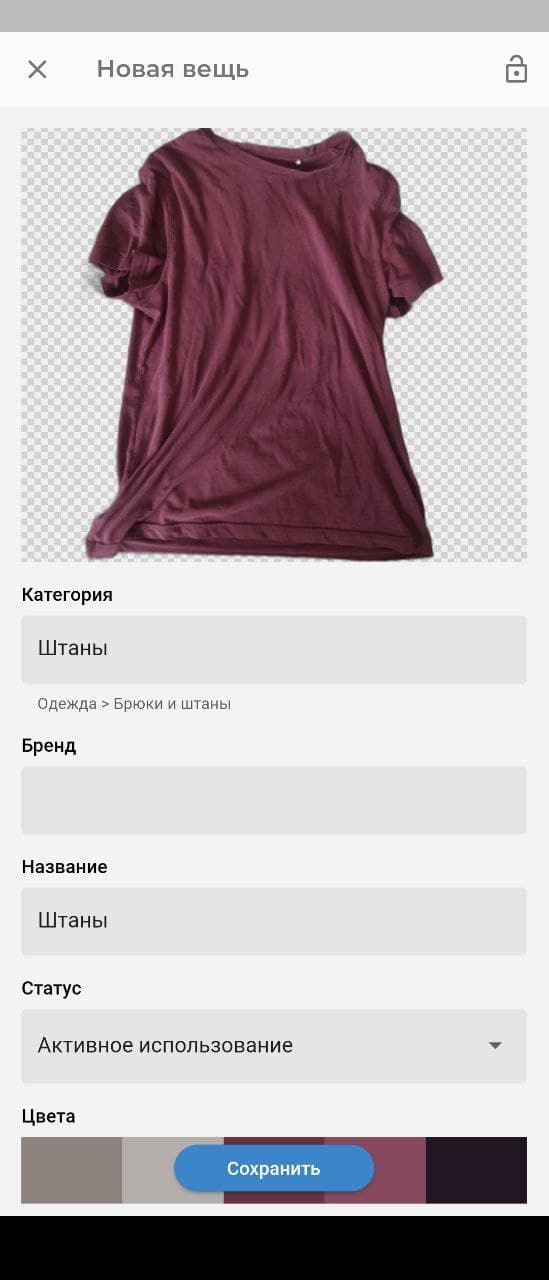 Новая вещь
Категория
Штаны
Одежда > Брюки и штаны
Бренд
Название
Штаны
Статус
Активное использование
Цвета
Сохранить